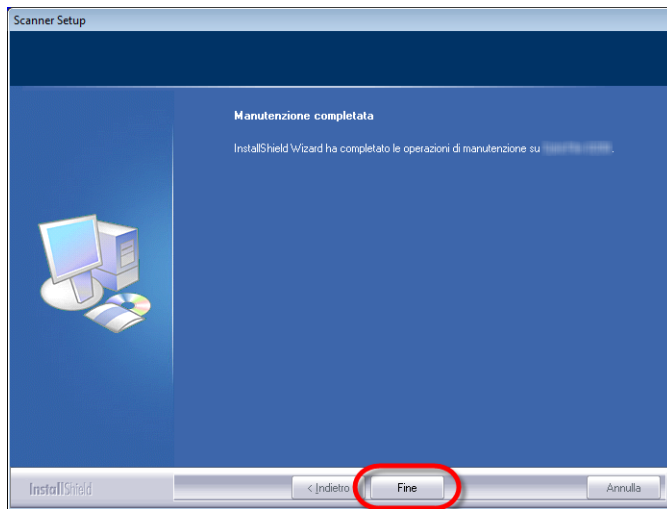 Scanner Setup
Manutenzione completata
InstallShield Wizard ha completato le operazioni di manutenzione su .
InstallShield
< Indietro
Fine
Annulla